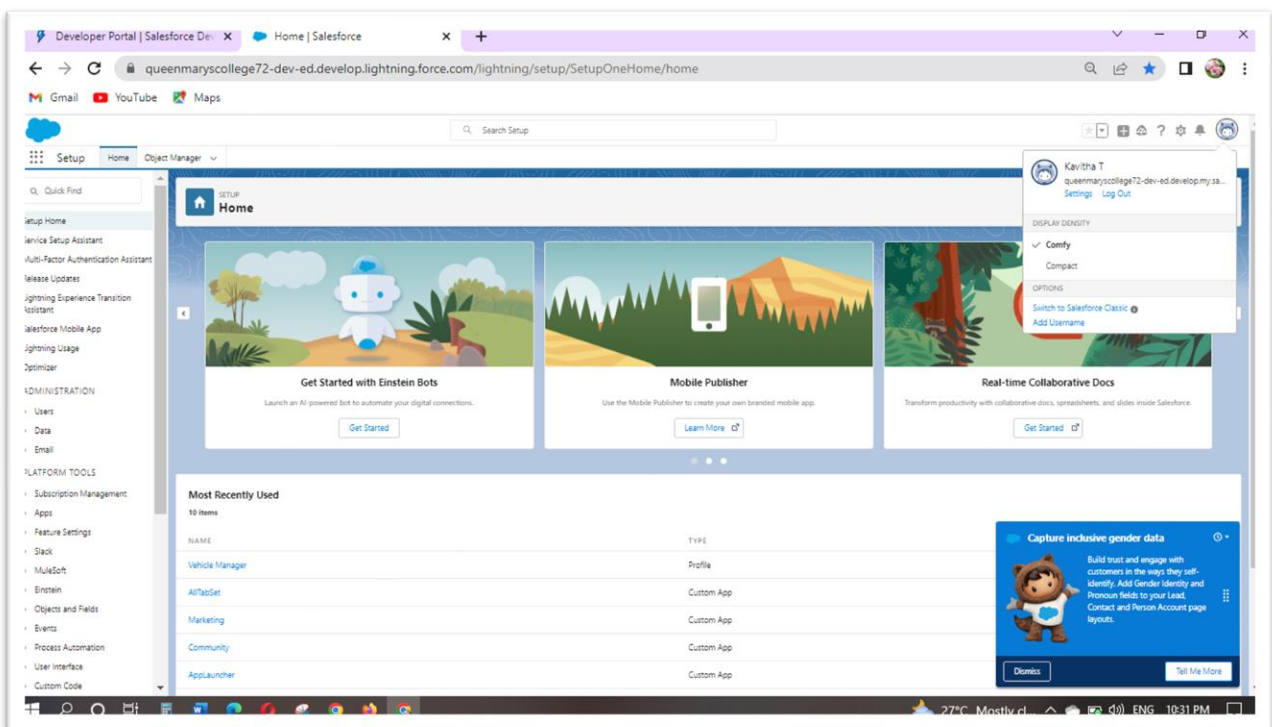 Developer Portal | Salesforce Dev
Home | Salesforce
queenmaryscollege72-dev-ed.develop.lightning.force.com/lightning/setup/SetupOneHome/home
Gmail
YouTube
Maps
Search Setup
Setup
Home
Object Manager
Quick Find
Setup Home
Service Setup Assistant
Multi-Factor Authentication Assistant
Release Updates
Lightning Experience Transition
Assistant
Salesforce Mobile App
Lightning Usage
Optimizer
ADMINISTRATION
Users
Data
Email
PLATFORM TOOLS
Subscription Management
Apps
Feature Settings
Slack
MuleSoft
Einstein
Objects and Fields
Events
Process Automation
User Interface
Custom Code
SETUP
Home
Get Started with Einstein Bots
Launch an AI-powered bot to automate your digital connections.
Get Started
Mobile Publisher
Use the Mobile Publisher to create your own branded mobile app.
Learn More
Real-time Collaborative Docs
Transform productivity with collaborative docs, spreadsheets, and slides inside Salesforce.
Get Started
Kavitha T
queenmaryscollege72-dev-ed.develop.my.sa...
Settings Log Out
DISPLAY DENSITY
Comfy
Compact
OPTIONS
Switch to Salesforce Classic
Add Username
Most Recently Used
10 items
NAME TYPE
Vehicle Manager Profile
AllTabSet Custom App
Marketing Custom App
Community Custom App
AppLauncher Custom App
Capture inclusive gender data
Build trust and engage with
customers in the ways they self-
identify. Add Gender Identity and
Pronoun fields to your Lead,
Contact and Person Account page
layouts.
Dismiss
Tell Me More
27°C Mostly cl... ENG 10:31 PM